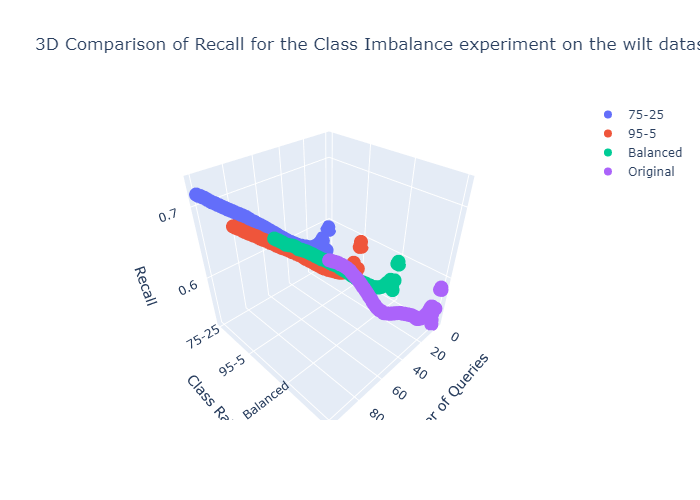 3D Comparison of Recall for the Class Imbalance experiment on the wilt datas
75-25
95-5
Balanced
Original
0.7
0.6
Recall
75-25
95-5
Balanced
Class Ra
0
20
40
60
80
er of Queries